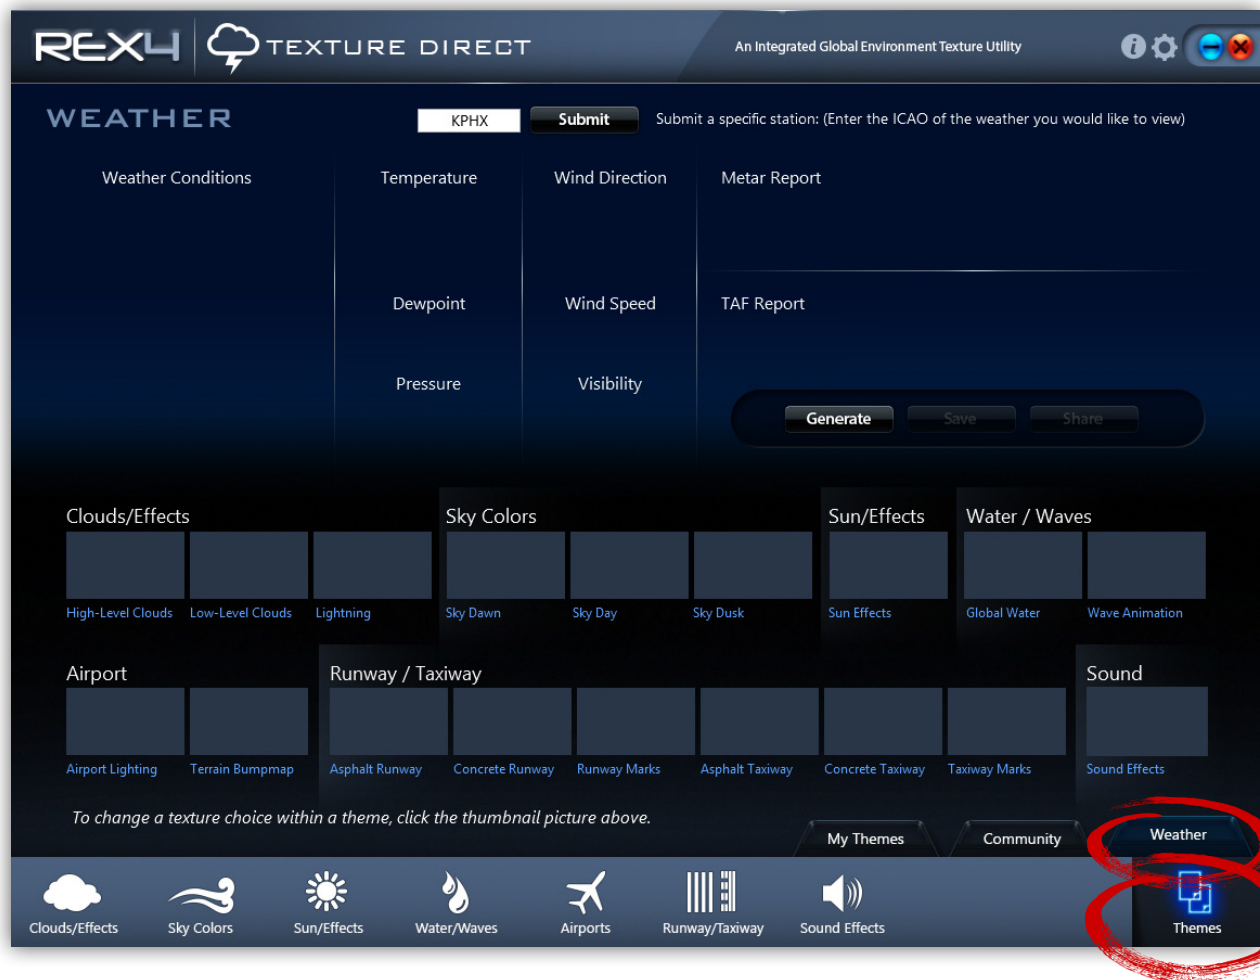 REX4 TEXTURE DIRECT An Integrated Global Environment Texture Utility
WEATHER KPHX Submit Submit a specific station: (Enter the ICAO of the weather you would like to view)
Weather Conditions Temperature Wind Direction Metar Report
Dewpoint Wind Speed TAF Report
Pressure Visibility
Generate Save Share
Clouds/Effects Sky Colors Sun/Effects Water / Waves
High-Level Clouds Low-Level Clouds Lightning Sky Dawn Sky Day Sky Dusk Sun Effects Global Water Wave Animation
Airport Runway / Taxiway Sound
Airport Lighting Terrain Bumpmap Asphalt Runway Concrete Runway Runway Marks Asphalt Taxiway Concrete Taxiway Taxiway Marks Sound Effects
To change a texture choice within a theme, click the thumbnail picture above.
My Themes Community Weather
Clouds/Effects Sky Colors Sun/Effects Water/Waves Airports Runway/Taxiway Sound Effects Themes